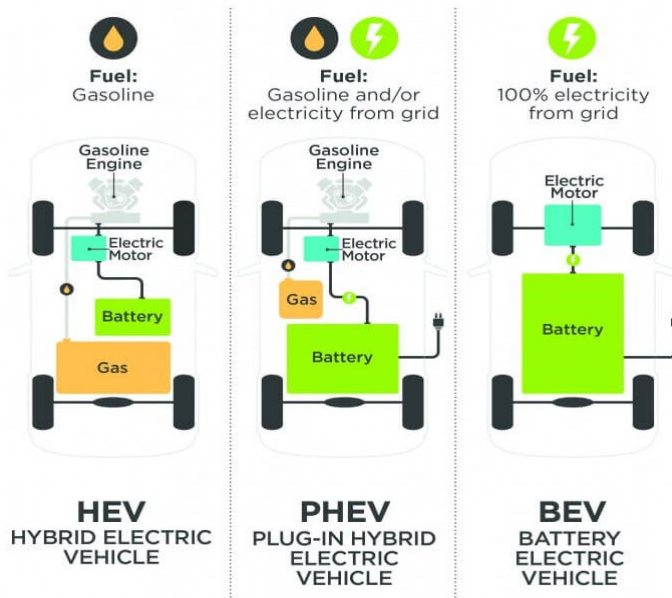 Fuel:
Gasoline
Gasoline
Engine
Electric
Motor
Battery
Gas
HEV
HYBRID ELECTRIC
VEHICLE
Fuel:
Gasoline and/or
electricity from grid
Gasoline
Engine
Electric
Motor
Gas
Battery
PHEV
PLUG-IN HYBRID
ELECTRIC
VEHICLE
Fuel:
100% electricity
from grid
Electric
Motor
Battery
BEV
BATTERY
ELECTRIC
VEHICLE